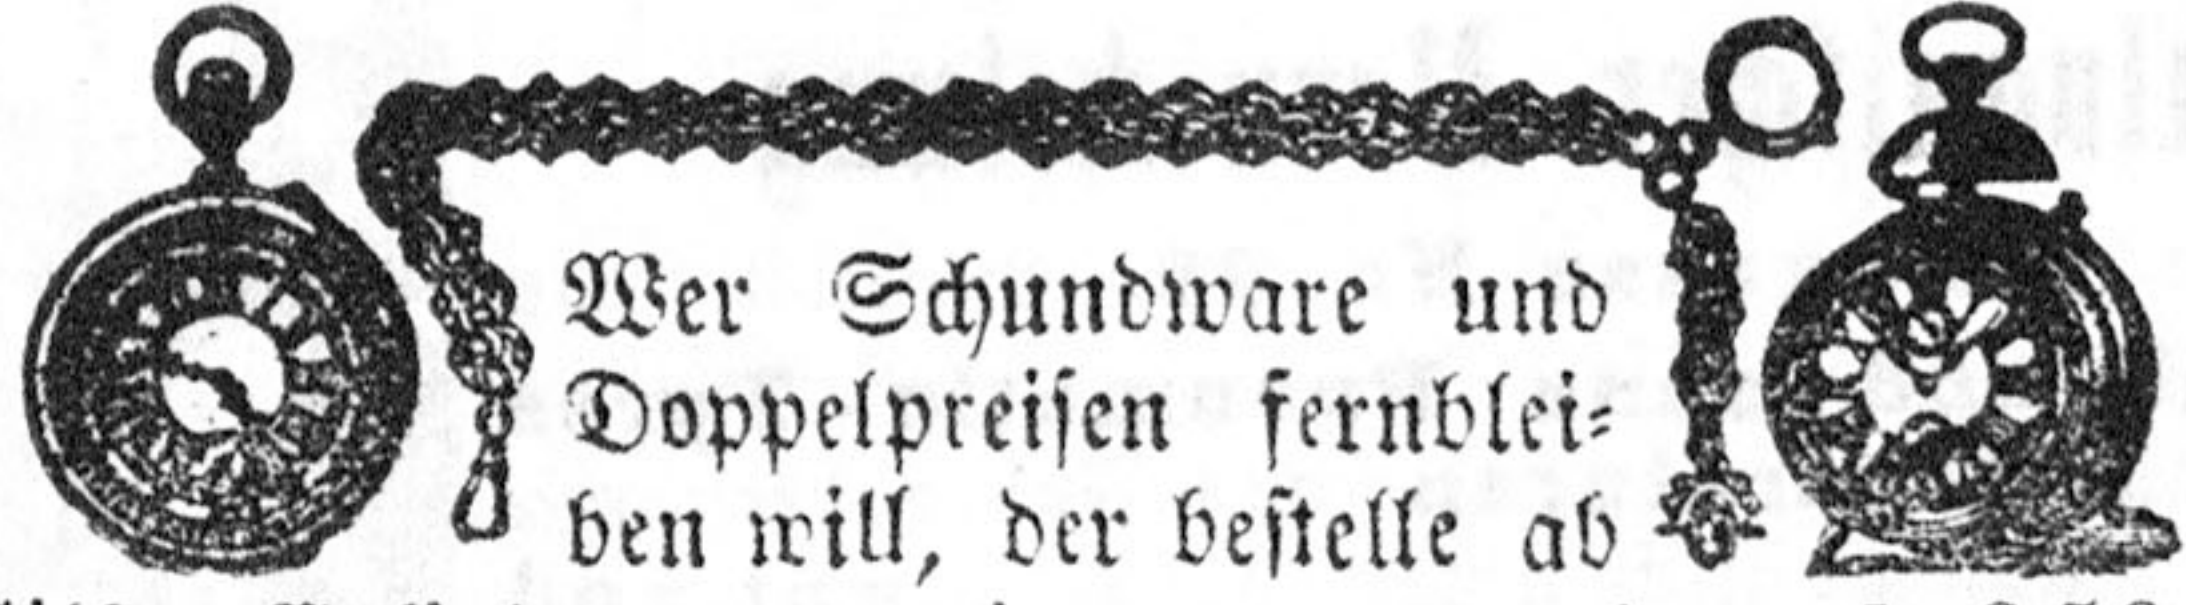 Wer Schundware und
Doppelpreiſen fernblei⸗
ben will, der beſtelle ab